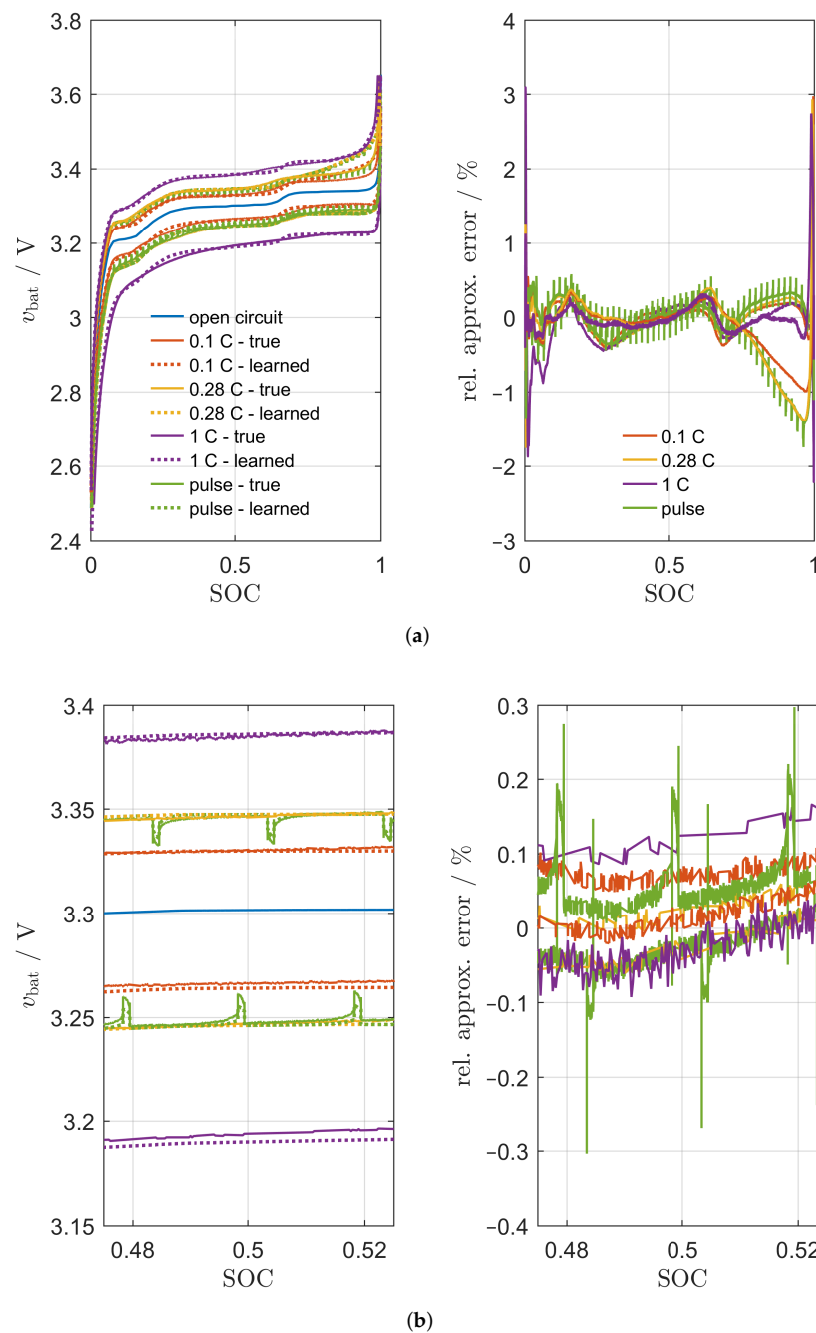 3.8
3.6
3.4
3.2
3
2.8
2.6
2.4
v_bat / V
0
0.5
1
SOC
open circuit
0.1 C - true
0.1 C - learned
0.28 C - true
0.28 C - learned
1 C - true
1 C - learned
pulse - true
pulse - learned
4
3
2
1
0
−1
−2
−3
rel. approx. error / %
0
0.5
1
SOC
0.1 C
0.28 C
1 C
pulse
(a)
3.4
3.35
3.3
3.25
3.2
3.15
v_bat / V
0.48
0.5
0.52
SOC
0.3
0.2
0.1
0
−0.1
−0.2
−0.3
−0.4
rel. approx. error / %
0.48
0.5
0.52
SOC
(b)